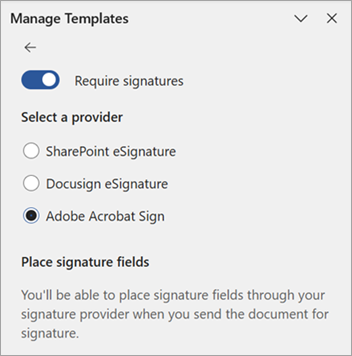 Manage Templates
Require signatures
Select a provider
SharePoint eSignature
Docusign eSignature
Adobe Acrobat Sign
Place signature fields
You'll be able to place signature fields through your
signature provider when you send the document for
signature.